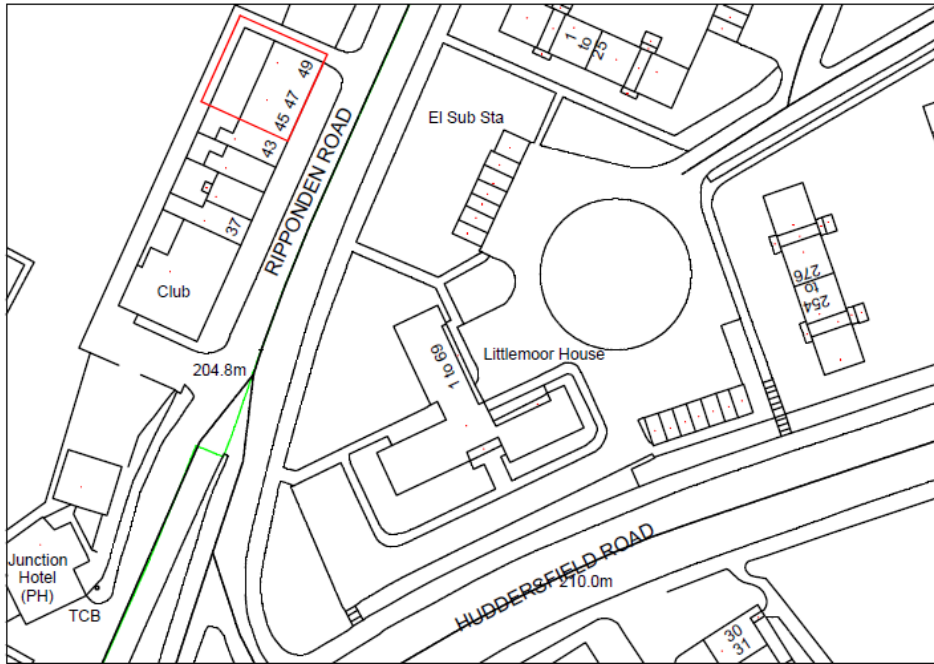 1
to
25
49
47
45
43
37
El Sub Sta
RIPPONDEN ROAD
Club
254
to
276
204.8m
1 to 69
Littlemoor House
HUDDERSFIELD ROAD
210.0m
Junction
Hotel
(PH)
TCB
30
31